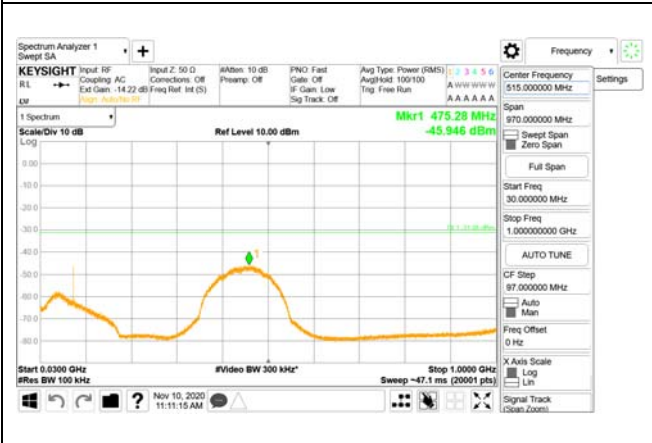 Spectrum Analyzer 1
Swept SA
+
Frequency
KEYSIGHT
RL
Input: RF
Coupling: AC
Ext Gain: -14.22 dB
Align: Auto/No RF
Input Z: 50 Ω
Corrections: Off
Freq Ref: Int (S)
#Atten: 10 dB
Preamp: Off
PNO: Fast
Gate: Off
IF Gain: Low
Sig Track: Off
Avg Type: Power (RMS)
Avg|Hold: 100/100
Trig: Free Run
1 2 3 4 5 6
A W W W W W
A A A A A A
1 Spectrum
Scale/Div 10 dB
Ref Level 10.00 dBm
Mkr1 475.28 MHz
-45.946 dBm
Log
0.00
-10.0
-20.0
-30.0
-40.0
-50.0
-60.0
-70.0
-80.0
1
Start 0.0300 GHz
#Res BW 100 kHz
#Video BW 300 kHz*
Stop 1.0000 GHz
Sweep ~47.1 ms (20001 pts)
?
Nov 10, 2020
11:11:15 AM
Center Frequency
515.000000 MHz
Settings
Span
970.000000 MHz
Swept Span
Zero Span
Full Span
Start Freq
30.000000 MHz
Stop Freq
1.000000000 GHz
AUTO TUNE
CF Step
97.000000 MHz
Auto
Man
Freq Offset
0 Hz
X Axis Scale
Log
Lin
Signal Track
(Span Zoom)